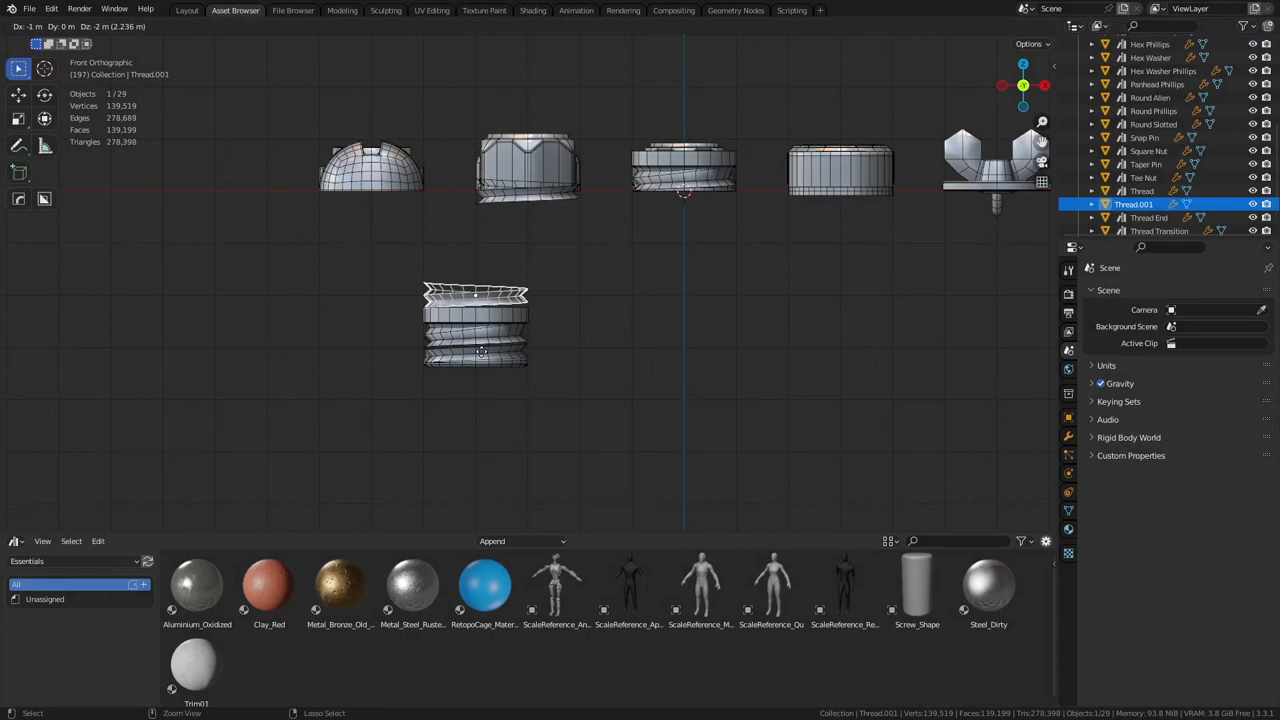 File Edit Render Window Help Layout Asset Browser File Browser Modeling Sculpting UV Editing Texture Paint Shading Animation Rendering Compositing Geometry Nodes Scripting + Scene ViewLayer
Dx: -1 m Dy: 0 m Dz: -2 m (2.236 m)
Options
Front Orthographic
(197) Collection | Thread.001
Objects 1 / 29
Vertices 139,519
Edges 278,689
Faces 139,199
Triangles 278,398
Z
Y
X
Hex Phillips
Hex Washer
Hex Washer Phillips
Panhead Phillips
Round Allen
Round Phillips
Round Slotted
Snap Pin
Square Nut
Taper Pin
Tee Nut
Thread
Thread.001
Thread End
Thread Transition
Scene
Scene
Camera
Background Scene
Active Clip
Units
Gravity
Keying Sets
Audio
Rigid Body World
Custom Properties
View Select Edit Append
Essentials
All
Unassigned
Aluminium_Oxidized Clay_Red Metal_Bronze_Old_... Metal_Steel_Ruste... RetopoCage_Mater... ScaleReference_An... ScaleReference_Ap... ScaleReference_M... ScaleReference_Qu ScaleReference_Re... Screw_Shape Steel_Dirty
Trim01
Select Zoom View Lasso Select Collection | Thread.001 | Verts:139,519 | Faces:139,199 | Tris:278,398 | Objects:1/29 | Memory: 93.8 MiB | VRAM: 3.8 GiB Free | 3.3.1